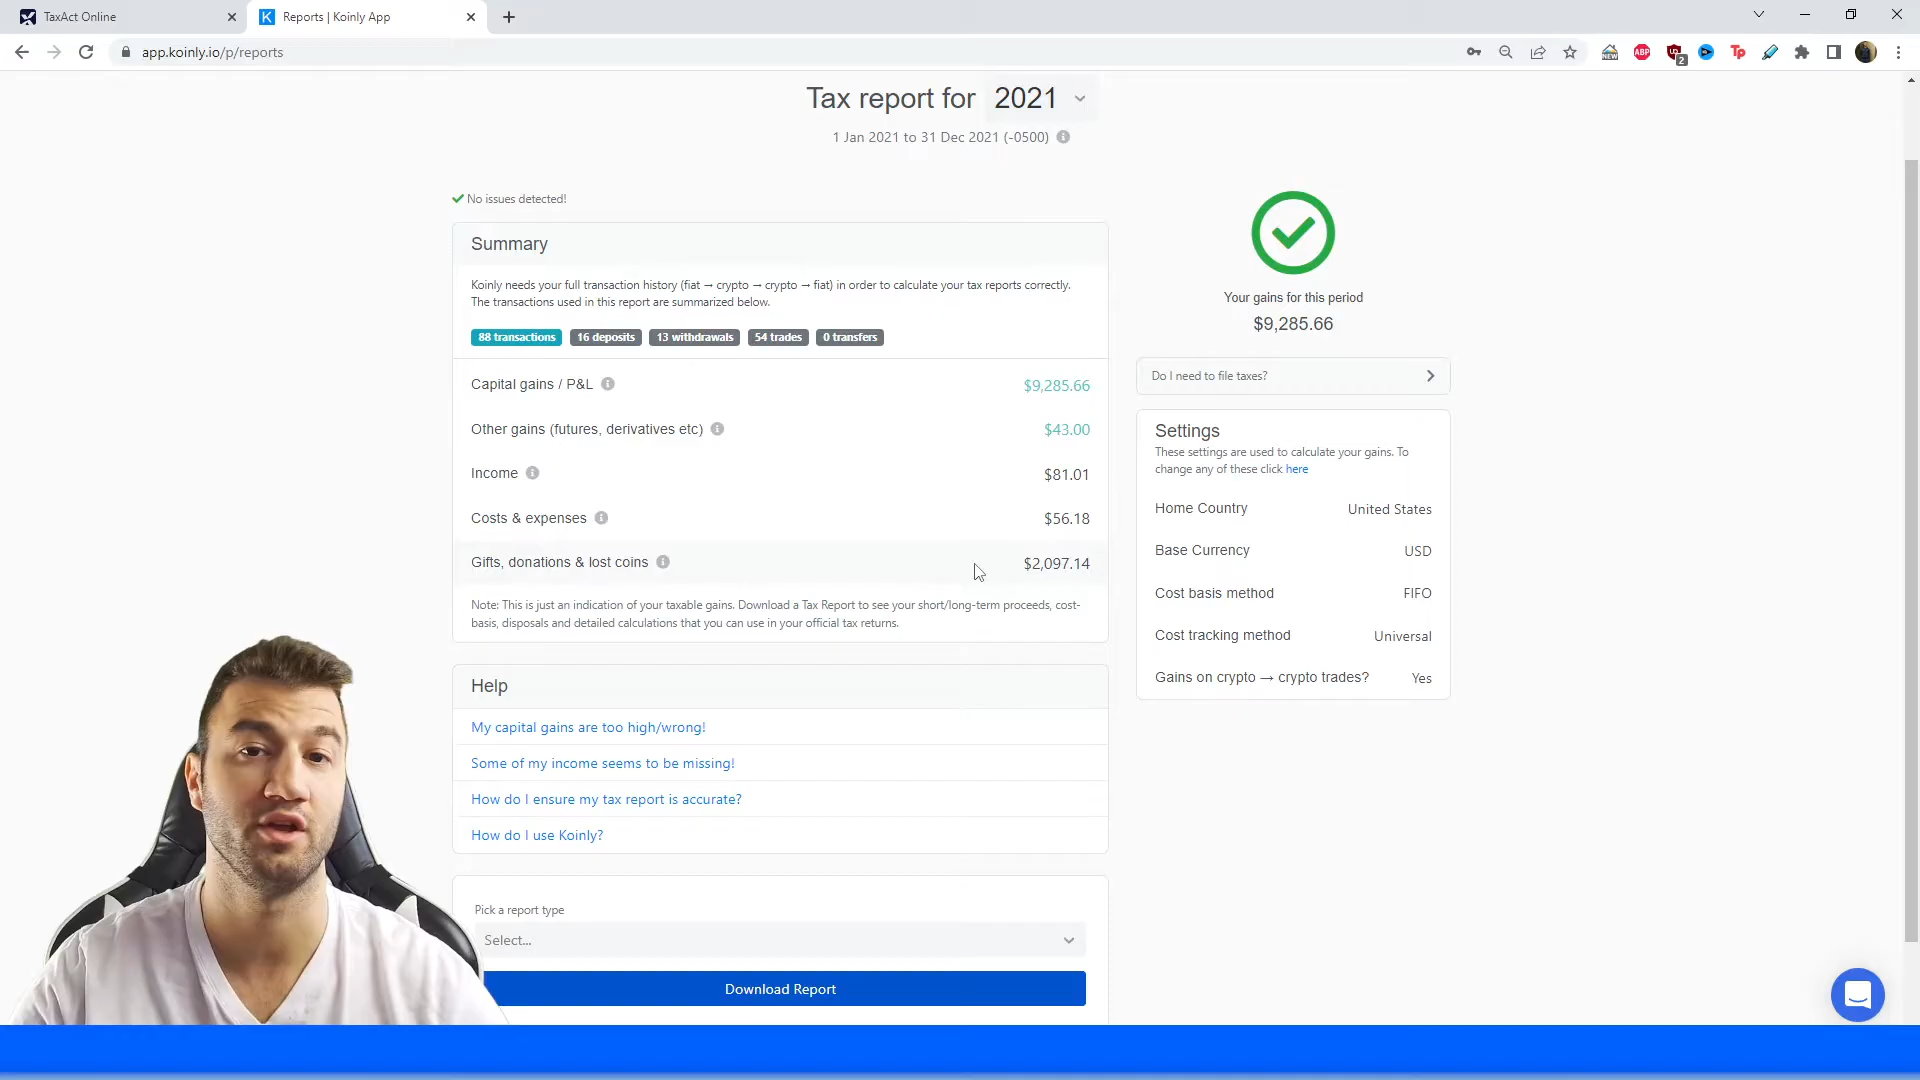 TaxAct Online
Reports | Koinly App
app.koinly.io/p/reports
NEW
ABP
2
Tp
Tax report for 2021
1 Jan 2021 to 31 Dec 2021 (-0500)
No issues detected!
Summary
Koinly needs your full transaction history (fiat → crypto → crypto → fiat) in order to calculate your tax reports correctly.
The transactions used in this report are summarized below.
88 transactions 16 deposits 13 withdrawals 54 trades 0 transfers
Capital gains / P&L $9,285.66
Other gains (futures, derivatives etc) $43.00
Income $81.01
Costs & expenses $56.18
Gifts, donations & lost coins $2,097.14
Note: This is just an indication of your taxable gains. Download a Tax Report to see your short/long-term proceeds, cost-
basis, disposals and detailed calculations that you can use in your official tax returns.
Help
My capital gains are too high/wrong!
Some of my income seems to be missing!
How do I ensure my tax report is accurate?
How do I use Koinly?
Pick a report type
Select...
Download Report
Your gains for this period
$9,285.66
Do I need to file taxes?
Settings
These settings are used to calculate your gains. To
change any of these click here
Home Country United States
Base Currency USD
Cost basis method FIFO
Cost tracking method Universal
Gains on crypto → crypto trades? Yes